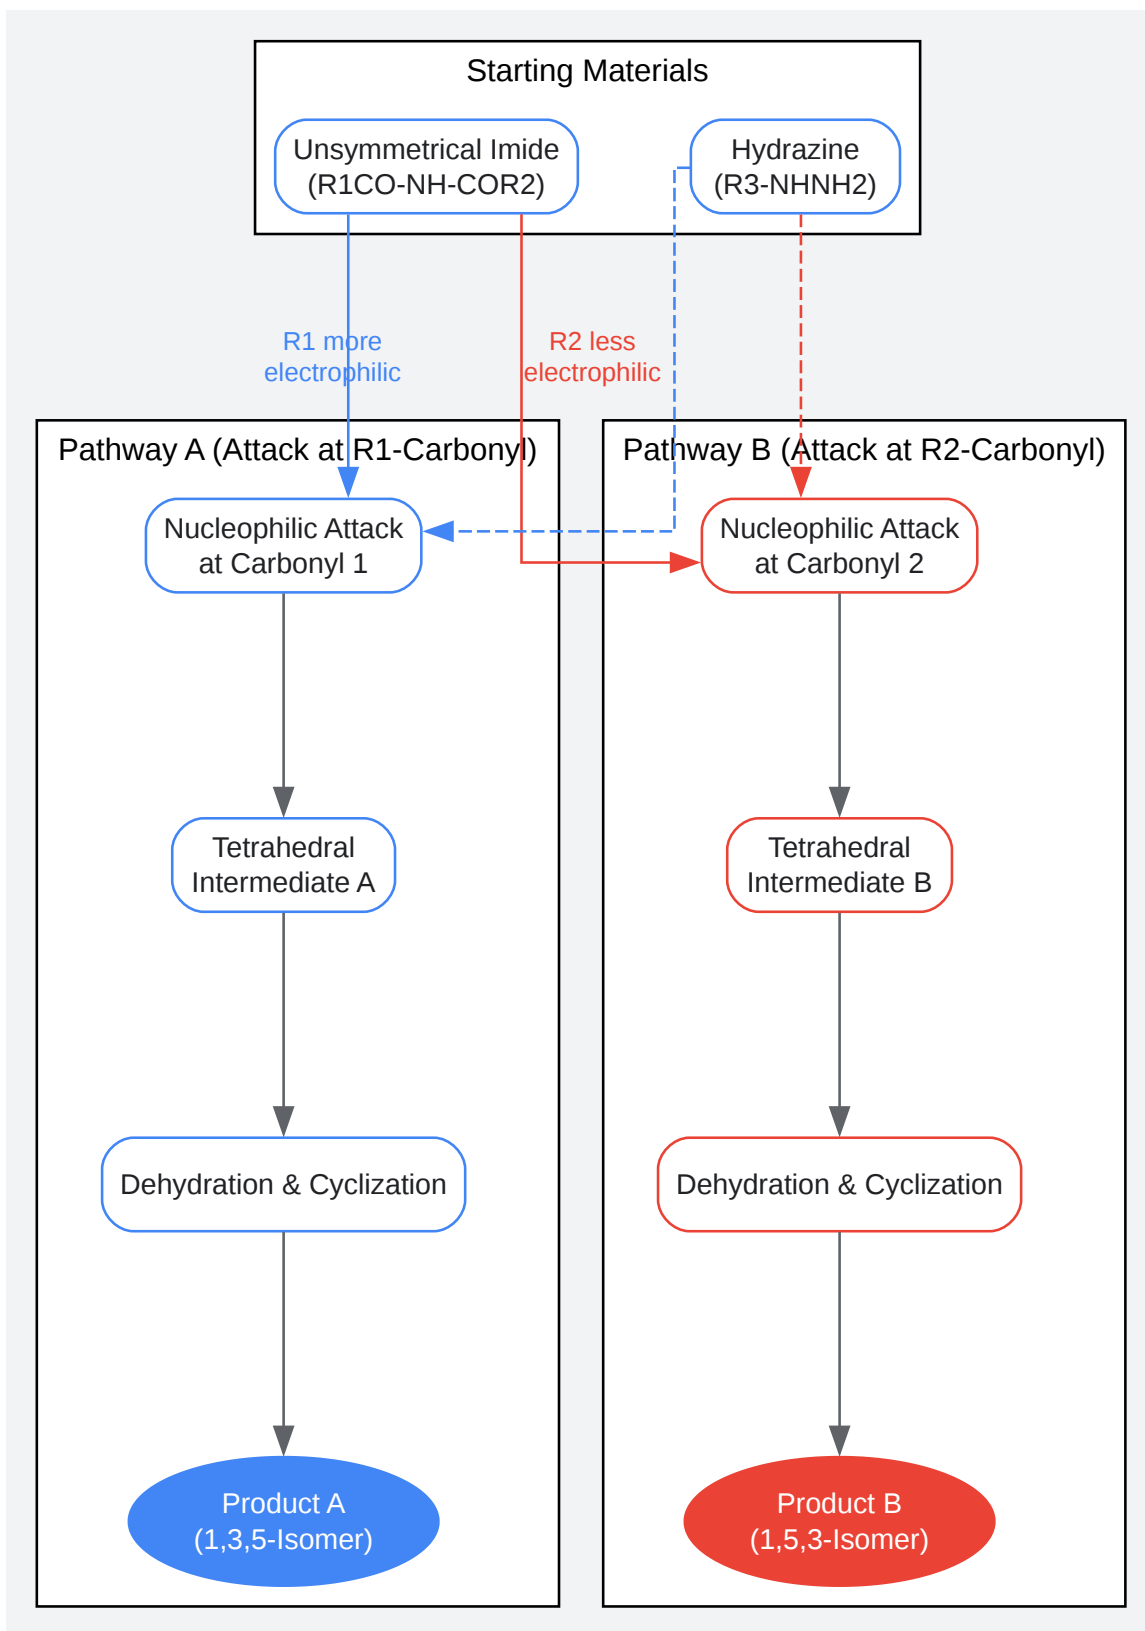 Starting Materials
Unsymmetrical Imide
(R1CO-NH-COR2)
Hydrazine
(R3-NHNH2)
R1 more
electrophilic
R2 less
electrophilic
Pathway A (Attack at R1-Carbonyl)
Pathway B (Attack at R2-Carbonyl)
Nucleophilic Attack
at Carbonyl 1
Nucleophilic Attack
at Carbonyl 2
Tetrahedral
Intermediate A
Tetrahedral
Intermediate B
Dehydration & Cyclization
Dehydration & Cyclization
Product A
(1,3,5-Isomer)
Product B
(1,5,3-Isomer)